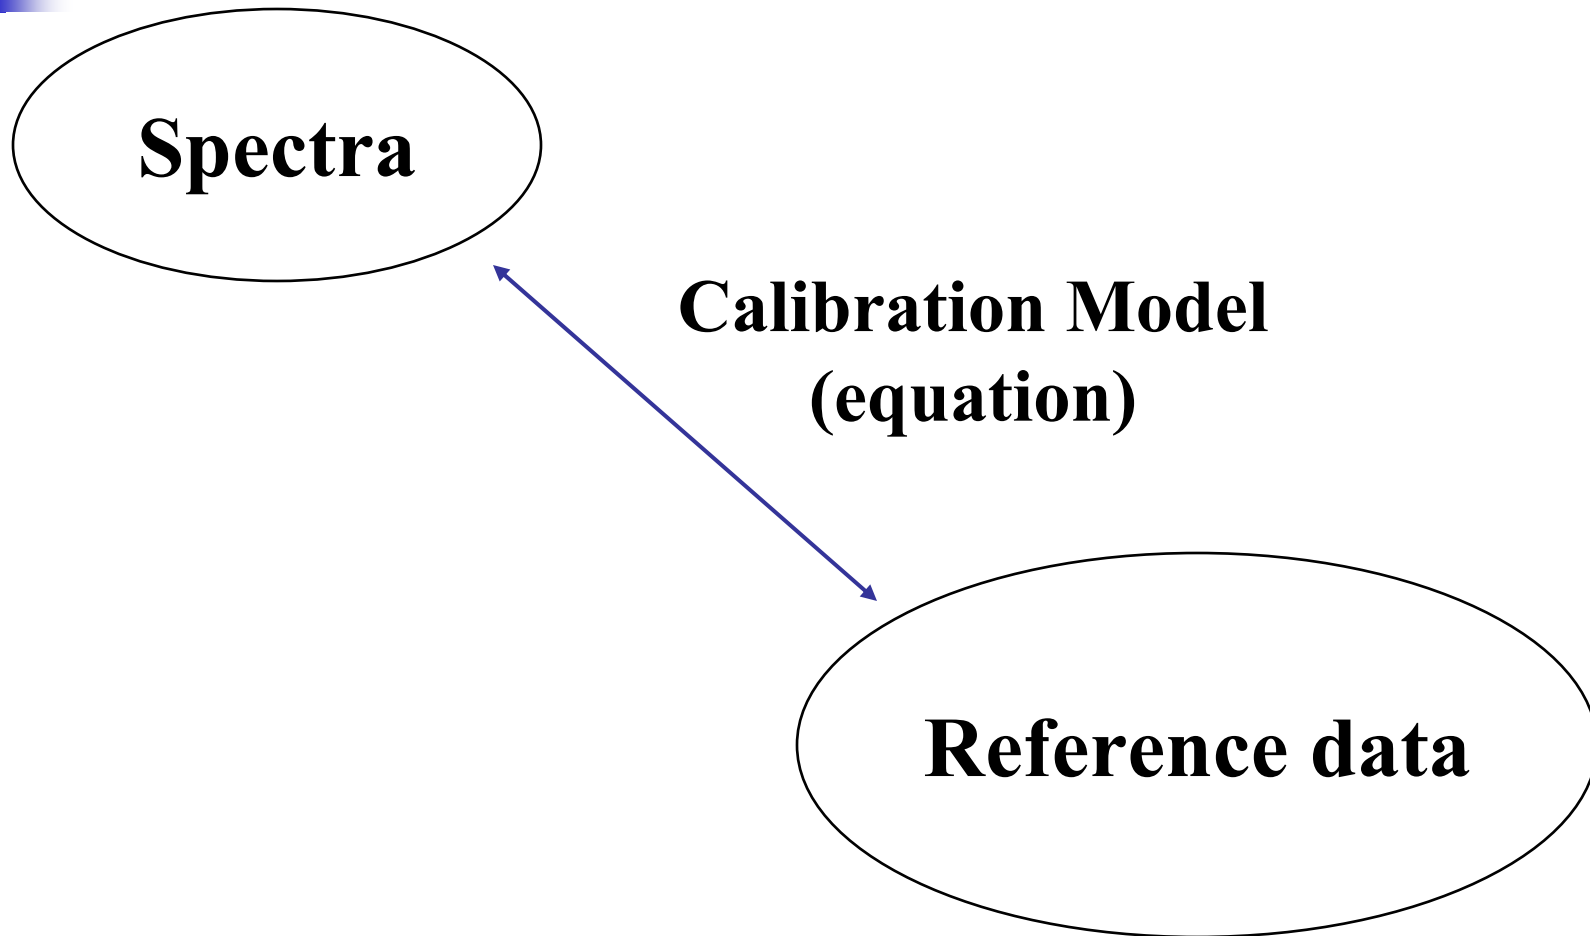 Spectra
Calibration Model
(equation)
Reference data